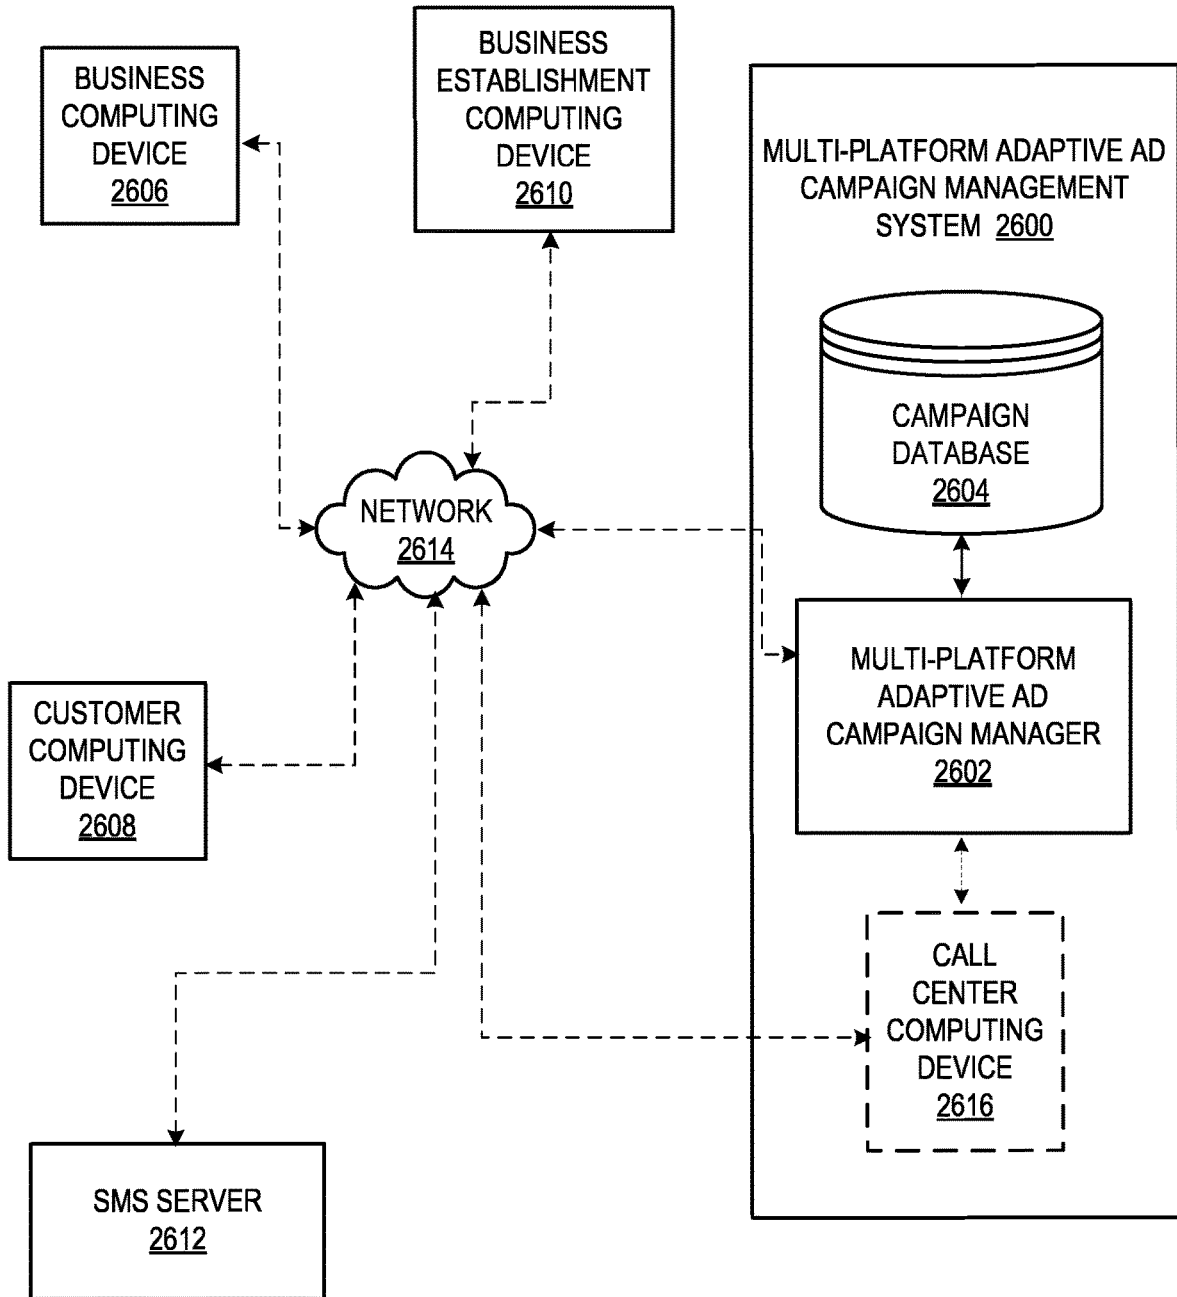 BUSINESS
COMPUTING
DEVICE
2606
BUSINESS
ESTABLISHMENT
COMPUTING
DEVICE
2610
MULTI-PLATFORM ADAPTIVE AD
CAMPAIGN MANAGEMENT
SYSTEM 2600
CAMPAIGN
DATABASE
2604
NETWORK
2614
MULTI-PLATFORM
ADAPTIVE AD
CAMPAIGN MANAGER
2602
CUSTOMER
COMPUTING
DEVICE
2608
CALL
CENTER
COMPUTING
DEVICE
2616
SMS SERVER
2612